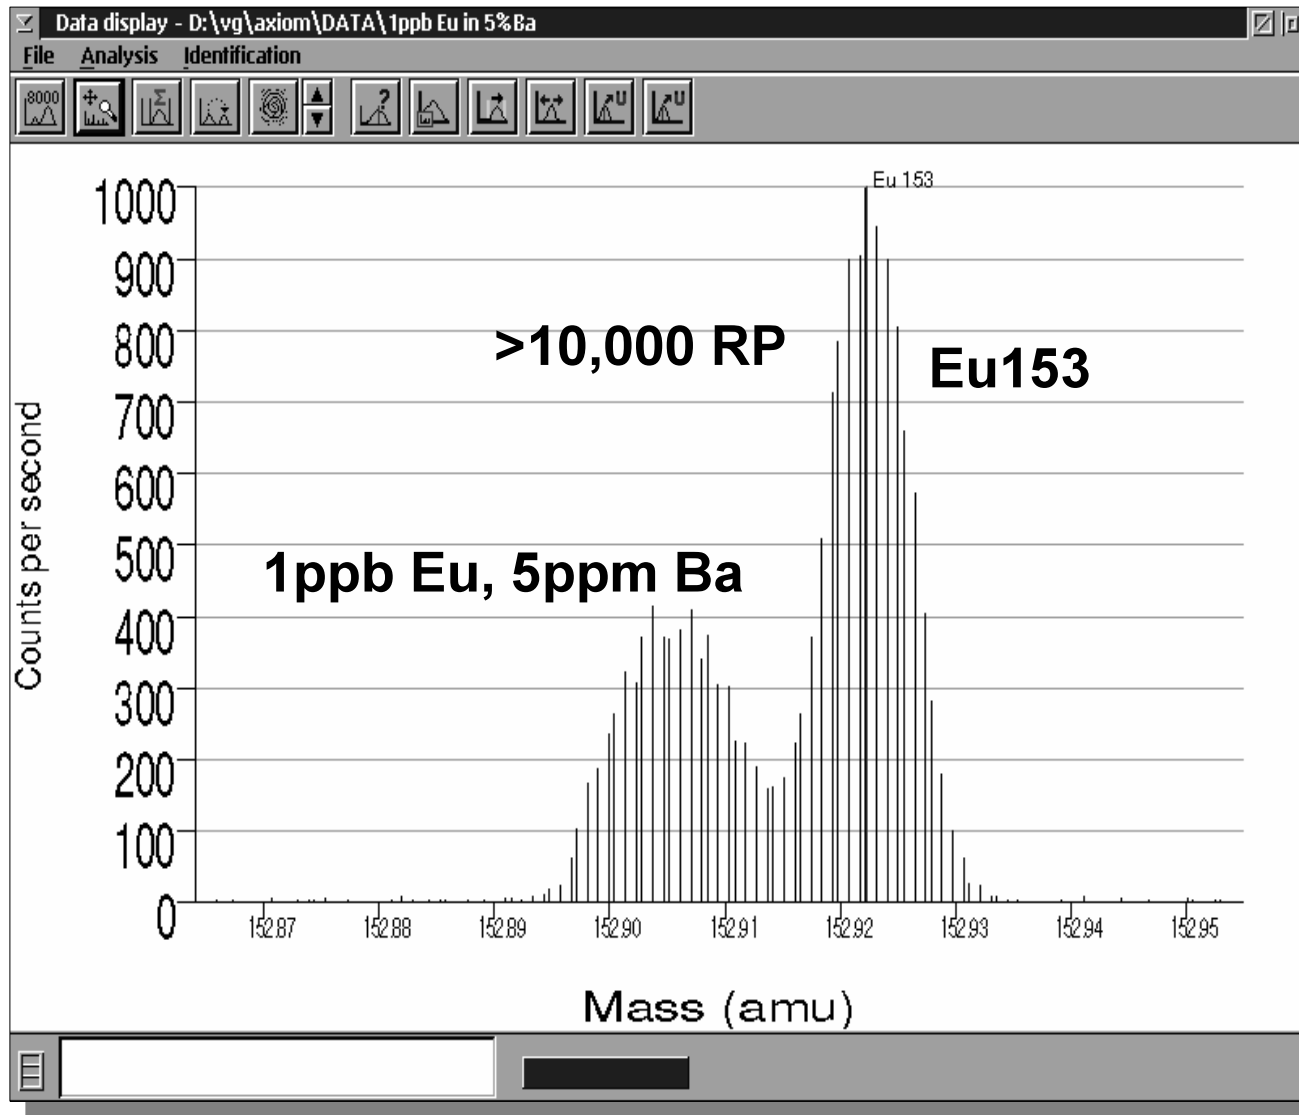 Data display - D:\vg\axiom\DATA\1ppb Eu in 5%Ba
File Analysis Identification
8000 Σ ? E U U
Eu 153
1000
900
800
700
600
500
400
300
200
100
0
>10,000 RP
Eu153
1ppb Eu, 5ppm Ba
Counts per second
152.87 152.88 152.89 152.90 152.91 152.92 152.93 152.94 152.95
Mass (amu)